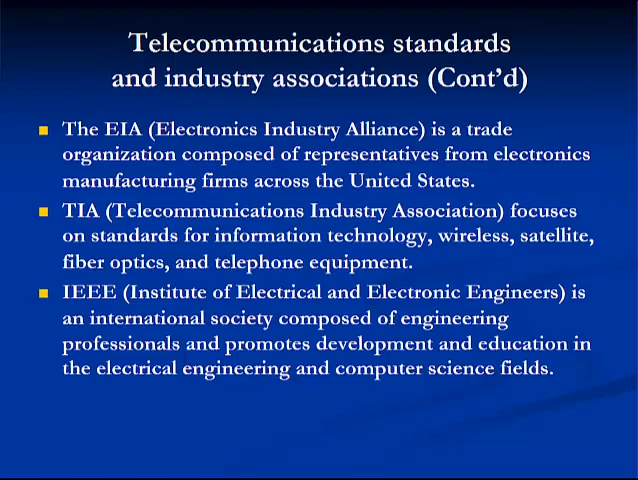 Telecommunications standards
and industry associations (Cont'd)
The EIA (Electronics Industry Alliance) is a trade
organization composed of representatives from electronics
manufacturing firms across the United States.
TIA (Telecommunications Industry Association) focuses
on standards for information technology, wireless, satellite,
fiber optics, and telephone equipment.
IEEE (Institute of Electrical and Electronic Engineers) is
an international society composed of engineering
professionals and promotes development and education in
the electrical engineering and computer science fields.